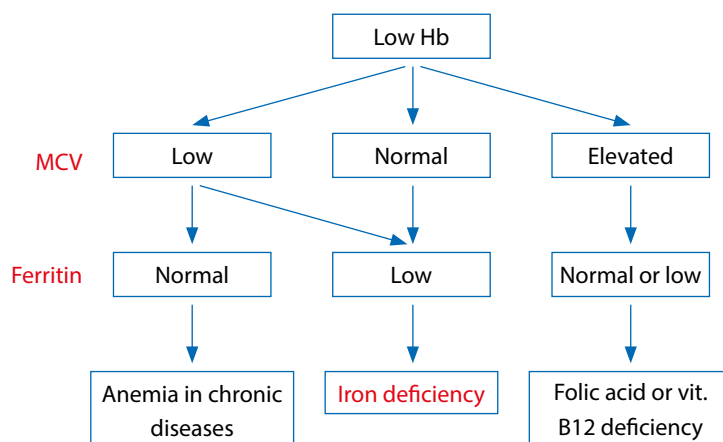 Low Hb
MCV
Low
Normal
Elevated
Ferritin
Normal
Low
Normal or low
Anemia in chronic
diseases
Iron deficiency
Folic acid or vit.
B12 deficiency